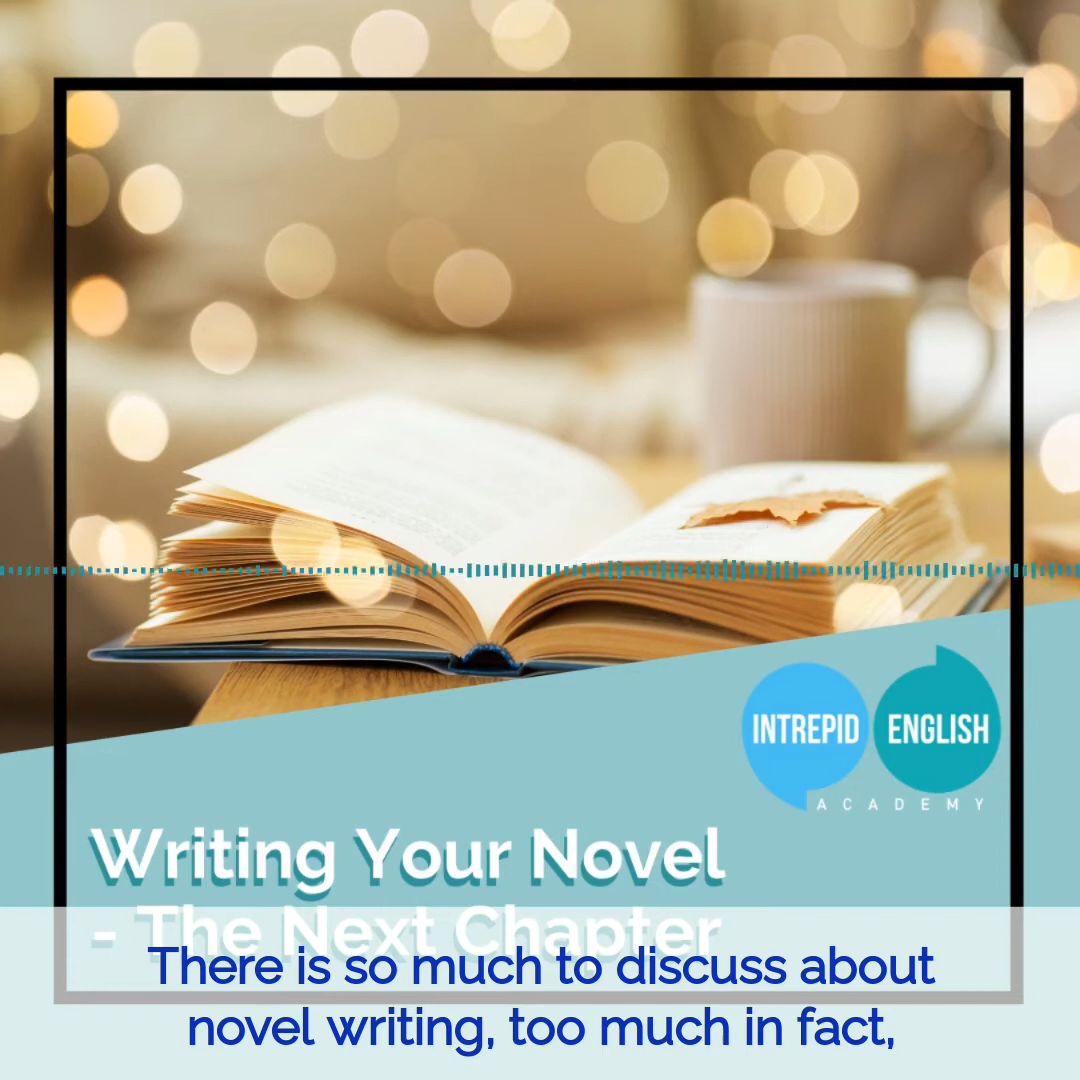 INTREPID ENGLISH
ACADEMY
Writing Your Novel
- The Next Chapter
There is so much to discuss about
novel writing, too much in fact,